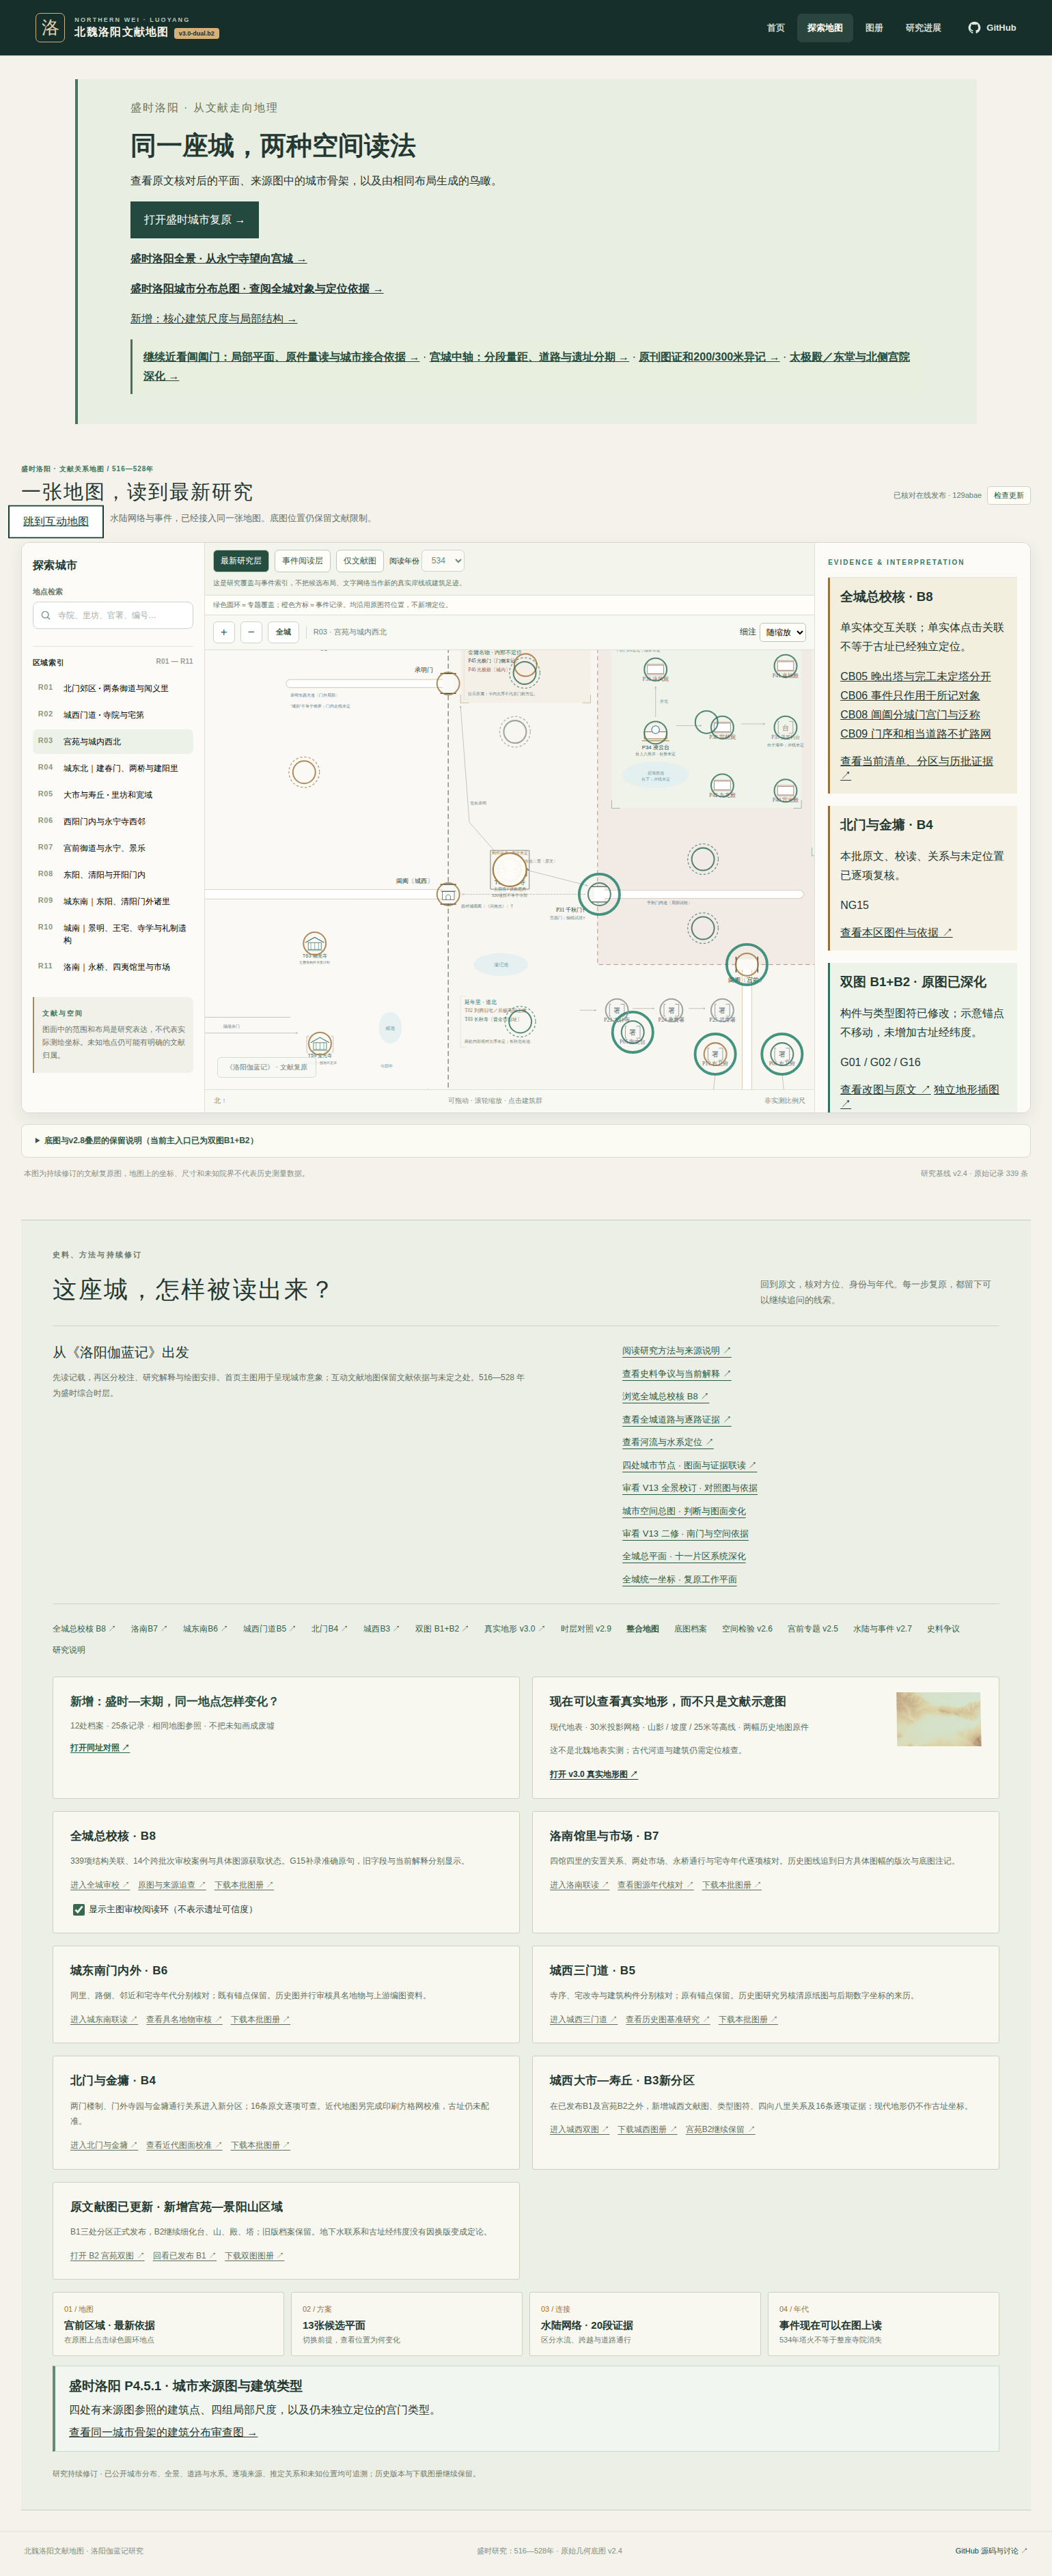 洛
NORTHERN WEI · LUOYANG
北魏洛阳文献地图 v3.0-dual.b2
首页 探索地图 图册 研究进展 GitHub
盛时洛阳 · 从文献走向地理
同一座城，两种空间读法
查看原文核对后的平面、来源图中的城市骨架，以及由相同布局生成的鸟瞰。
打开盛时城市复原 →
盛时洛阳全景 · 从永宁寺望向宫城 →
盛时洛阳城市分布总图 · 查阅全城对象与定位依据 →
新增：核心建筑尺度与局部结构 →
继续近看阊阖门：局部平面、原件量读与城市接合依据 → · 宫城中轴：分段量距、道路与遗址分期 → · 原刊图证和200/300米异记 → · 太极殿／东堂与北侧宫院
深化 →
盛时洛阳 · 文献关系地图 / 516—528年
一张地图，读到最新研究
已核对在线发布 · 129abae 检查更新
跳到互动地图
水陆网络与事件，已经接入同一张地图。底图位置仍保留文献限制。
探索城市
地点检索
寺院、里坊、官署、编号…
区域索引 R01 — R11
R01 北门郊区 · 两条御道与闻义里
R02 城西门道 · 寺院与宅第
R03 宫苑与城内西北
R04 城东北｜建春门、两桥与建阳里
R05 大市与寿丘 · 里坊和宽域
R06 西阳门内与永宁寺西邻
R07 宫前御道与永宁、景乐
R08 东阳、清阳与开阳门内
R09 城东南｜东阳、清阳门外诸里
R10 城南｜景明、王宅、寺学与礼制遗
构
R11 洛南｜永桥、四夷馆里与市场
文献与空间
图面中的范围和布局是研究表达，不代表实
际测绘坐标。未知地点仍可能有明确的文献
归属。
最新研究层 事件阅读层 仅文献图 阅读年份 534
这是研究覆盖与事件索引，不把候选布局、文字网络当作新的真实岸线或建筑足迹。
绿色圆环＝专题覆盖；橙色方标＝事件记录。均沿用原图符位置，不新增定位。
+ − 全城 R03 · 宫苑与城内西北 细注 随缩放
承明门
金墉名物 · 内部不定位
P34 凌云台
阊阖〔城西〕
P31 千秋门
濛汜池
延年里 · 道北
T53
T54
台
署
《洛阳伽蓝记》 · 文献复原
北 ↑ 可拖动 · 滚轮缩放 · 点击建筑群 非实测比例尺
EVIDENCE & INTERPRETATION
全城总校核 · B8
单实体交互关联；单实体点击关联
不等于古址已经独立定位。
CB05 晚出塔与完工未定塔分开
CB06 事件只作用于所记对象
CB08 阊阖分城门宫门与泛称
CB09 门序和相当道路不扩路网
查看当前清单、分区与历批证据
↗
北门与金墉 · B4
本批原文、校读、关系与未定位置
已逐项复核。
NG15
查看本区图件与依据 ↗
双图 B1+B2 · 原图已深化
构件与类型图符已修改；示意锚点
不移动，未增加古址经纬度。
G01 / G02 / G16
查看改图与原文 ↗ 独立地形插图
↗
▶ 底图与v2.8叠层的保留说明（当前主入口已为双图B1+B2）
本图为持续修订的文献复原图，地图上的坐标、尺寸和未知院界不代表历史测量数据。
研究基线 v2.4 · 原始记录 339 条
史料、方法与持续修订
这座城，怎样被读出来？
回到原文，核对方位、身份与年代。每一步复原，都留下可
以继续追问的线索。
从《洛阳伽蓝记》出发
先读记载，再区分校注、研究解释与绘图安排。首页主图用于呈现城市意象；互动文献地图保留文献依据与未定之处。516—528 年
为盛时综合时层。
阅读研究方法与来源说明 ↗
查看史料争议与当前解释 ↗
浏览全城总校核 B8 ↗
查看全城道路与逐路证据 ↗
查看河流与水系定位 ↗
四处城市节点 · 图面与证据联读 ↗
审看 V13 全景校订 · 对照图与依据
城市空间总图 · 判断与图面变化
审看 V13 二修 · 南门与空间依据
全城总平面 · 十一片区系统深化
全城统一坐标 · 复原工作平面
全城总校核 B8 ↗ 洛南B7 ↗ 城东南B6 ↗ 城西门道B5 ↗ 北门B4 ↗ 城西B3 ↗ 双图 B1+B2 ↗ 真实地形 v3.0 ↗ 时层对照 v2.9 整合地图 底图档案 空间检验 v2.6 宫前专题 v2.5 水陆与事件 v2.7 史料争议
研究说明
新增：盛时—末期，同一地点怎样变化？
12处档案 · 25条记录 · 相同地图参照 · 不把未知画成废墟
打开同址对照 ↗
现在可以查看真实地形，而不只是文献示意图
现代地表 · 30米投影网格 · 山影 / 坡度 / 25米等高线 · 两幅历史地图原件
这不是北魏地表实测；古代河道与建筑仍需定位核查。
打开 v3.0 真实地形图 ↗
全城总校核 · B8
339项结构关联、14个跨批次审校案例与具体图源获取状态。G15补录准确原句，旧字段与当前解释分别显示。
进入全城审校 ↗ 原图与来源追查 ↗ 下载本批图册 ↗
显示主图审校阅读环（不表示遗址可信度）
洛南馆里与市场 · B7
四馆四里的安置关系、两处市场、永桥通行与宅寺年代逐项核对。历史图线追到日方具体图幅的版次与底图注记。
进入洛南联读 ↗ 查看图源年代核对 ↗ 下载本批图册 ↗
城东南门内外 · B6
同里、路侧、邻近和宅寺年代分别核对；既有锚点保留。历史图并行审核具名地物与上游编图资料。
进入城东南联读 ↗ 查看具名地物审核 ↗ 下载本批图册 ↗
城西三门道 · B5
寺序、宅改寺与建筑构件分别核对；原有锚点保留。历史图研究另核清原纸图与后期数字坐标的来历。
进入城西三门道 ↗ 查看历史图基准研究 ↗ 下载本批图册 ↗
北门与金墉 · B4
两门楼制、门外寺园与金墉通行关系进入新分区；16条原文逐项可查。近代地图另完成印刷方格网校准，古址仍未配
准。
进入北门与金墉 ↗ 查看近代图面校准 ↗ 下载本批图册 ↗
城西大市—寿丘 · B3新分区
在已发布B1及宫苑B2之外，新增城西文献图、类型图符、四向八里关系及16条逐项证据；现代地形仍不作古址坐标。
进入城西双图 ↗ 下载城西图册 ↗ 宫苑B2继续保留 ↗
原文献图已更新 · 新增宫苑—景阳山区域
B1三处分区正式发布，B2继续细化台、山、殿、塔；旧版档案保留。地下水联系和古址经纬度没有因换版变成定论。
打开 B2 宫苑双图 ↗ 回看已发布 B1 ↗ 下载双图图册 ↗
01 / 地图
宫前区域 · 最新依据
在原图上点击绿色圆环地点
02 / 方案
13张候选平面
切换前提，查看位置为何变化
03 / 连接
水陆网络 · 20段证据
区分水流、跨越与道路通行
04 / 年代
事件现在可以在图上读
534年塔火不等于整座寺院消失
盛时洛阳 P4.5.1 · 城市来源图与建筑类型
四处有来源图参照的建筑点、四组局部尺度，以及仍未独立定位的宫门类型。
查看同一城市骨架的建筑分布审查图 →
研究持续修订 · 已公开城市分布、全景、道路与水系。逐项来源、推定关系和未知位置均可追溯；历史版本与下载图册继续保留。
北魏洛阳文献地图 · 洛阳伽蓝记研究 盛时研究：516—528年 · 原始几何底图 v2.4 GitHub 源码与讨论 ↗